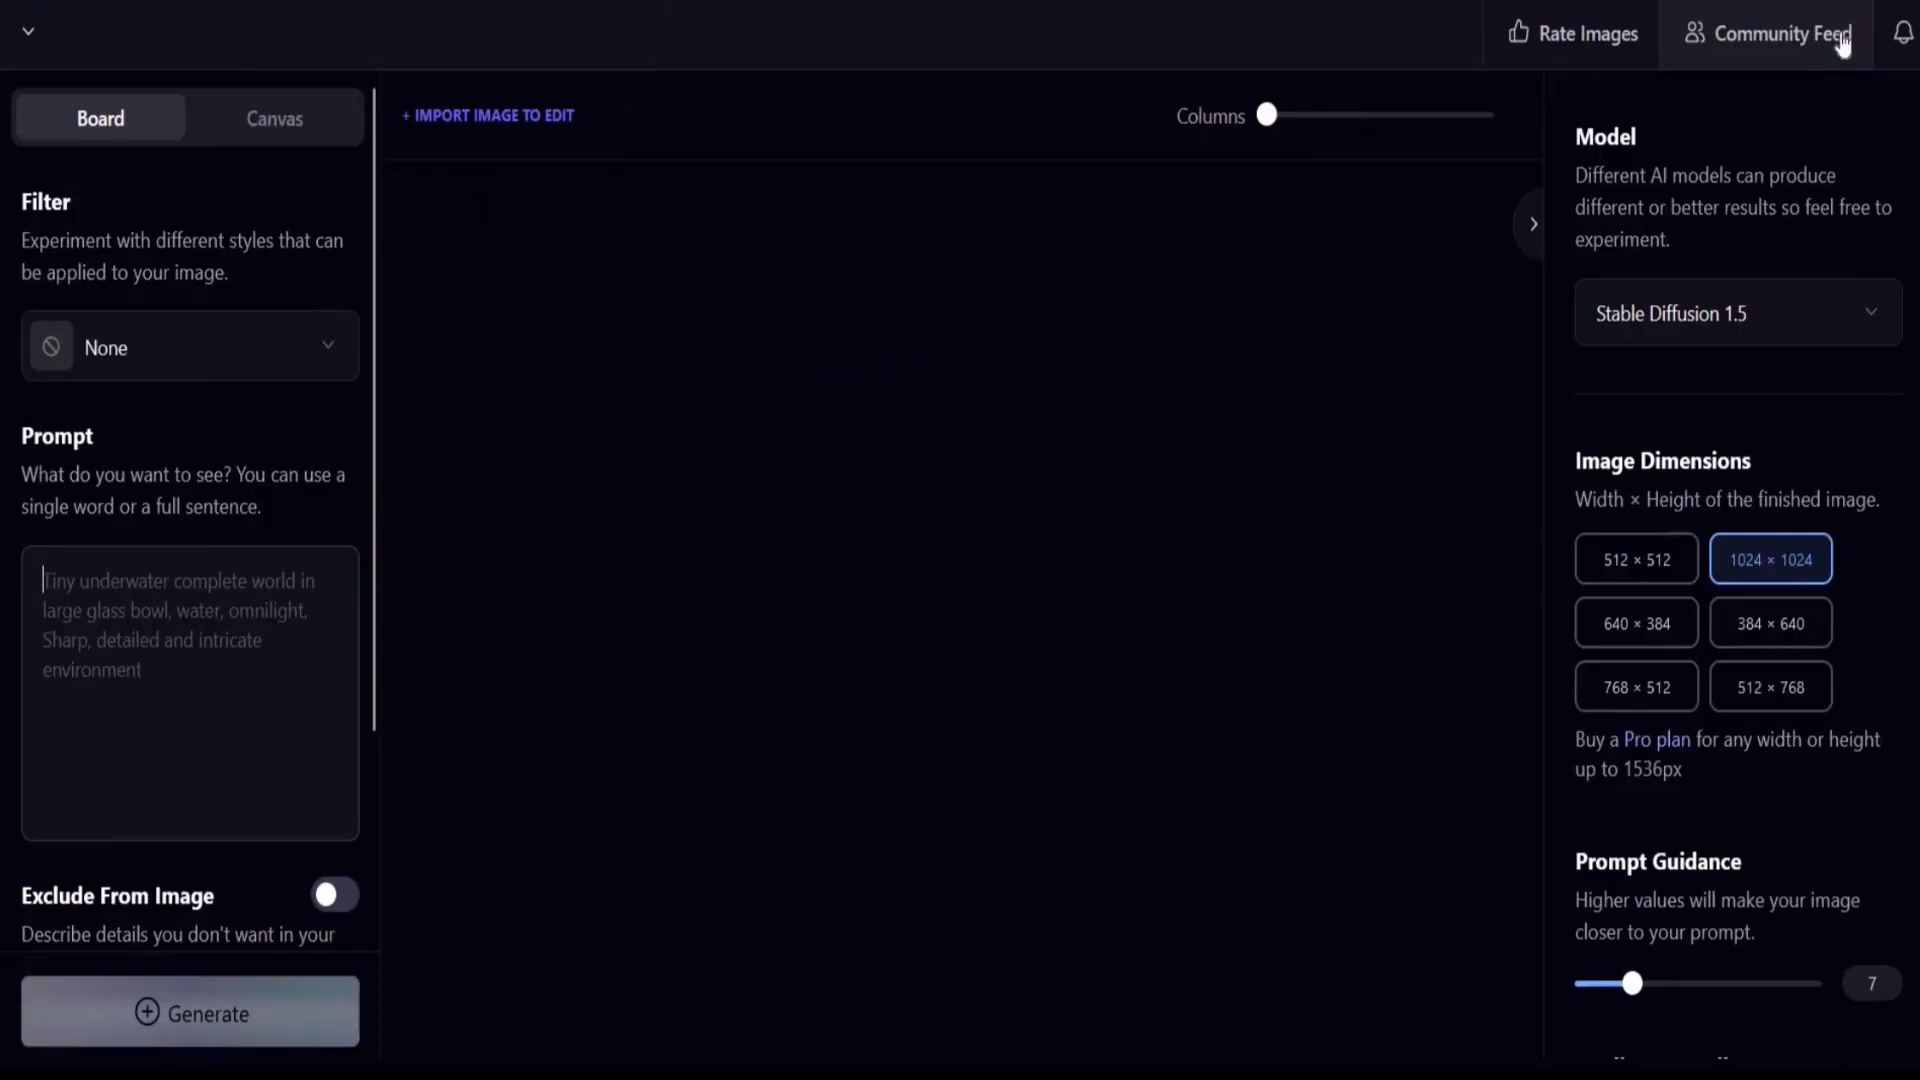 Rate Images
Community Feed
Board
Canvas
+ IMPORT IMAGE TO EDIT
Columns
Filter
Experiment with different styles that can
be applied to your image.
None
Prompt
What do you want to see? You can use a
single word or a full sentence.
Tiny underwater complete world in
large glass bowl, water, omnilight,
Sharp, detailed and intricate
environment
Exclude From Image
Describe details you don't want in your
Generate
Model
Different AI models can produce
different or better results so feel free to
experiment.
Stable Diffusion 1.5
Image Dimensions
Width × Height of the finished image.
512 × 512
1024 × 1024
640 × 384
384 × 640
768 × 512
512 × 768
Buy a Pro plan for any width or height
up to 1536px
Prompt Guidance
Higher values will make your image
closer to your prompt.
7